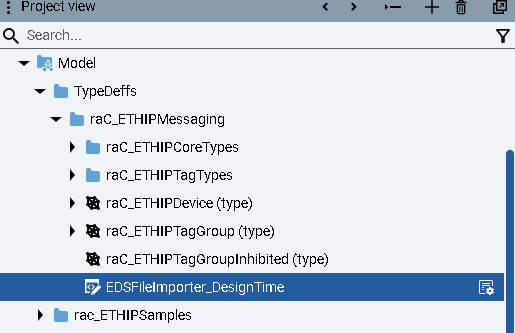 Project view
Search...
Model
TypeDeffs
raC_ETHIPMessaging
raC_ETHIPCoreTypes
raC_ETHIPTagTypes
raC_ETHIPDevice (type)
raC_ETHIPTagGroup (type)
raC_ETHIPTagGroupInhibited (type)
EDSFileImporter_DesignTime
rac_ETHIPSamples